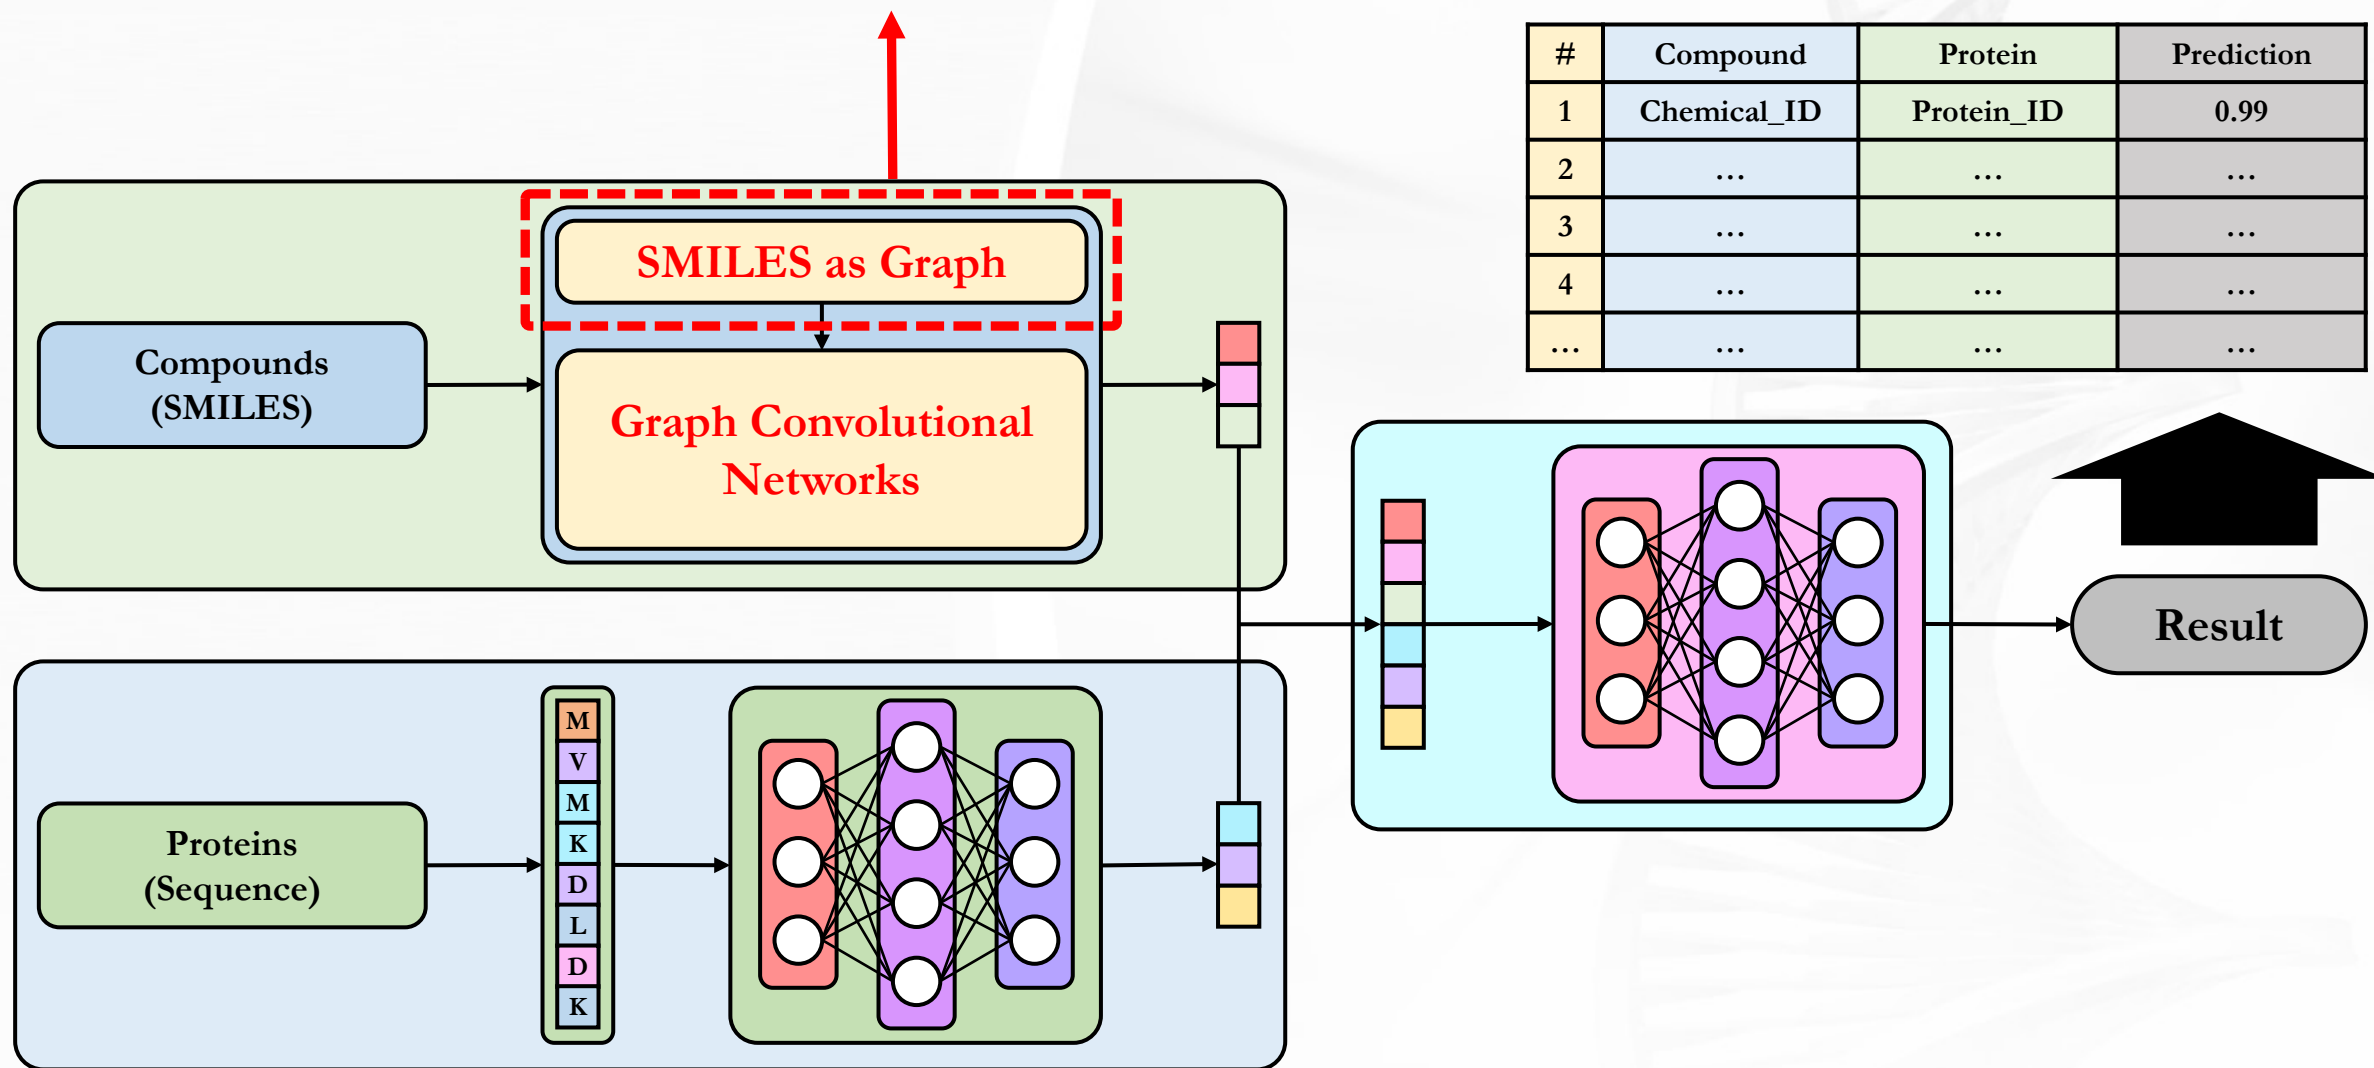 # Compound Protein Prediction
1 Chemical_ID Protein_ID 0.99
2 ... ... ...
3 ... ... ...
4 ... ... ...
... ... ... ...
SMILES as Graph
Compounds
(SMILES)
Graph Convolutional
Networks
Proteins
(Sequence)
M
V
M
K
D
L
D
K
Result